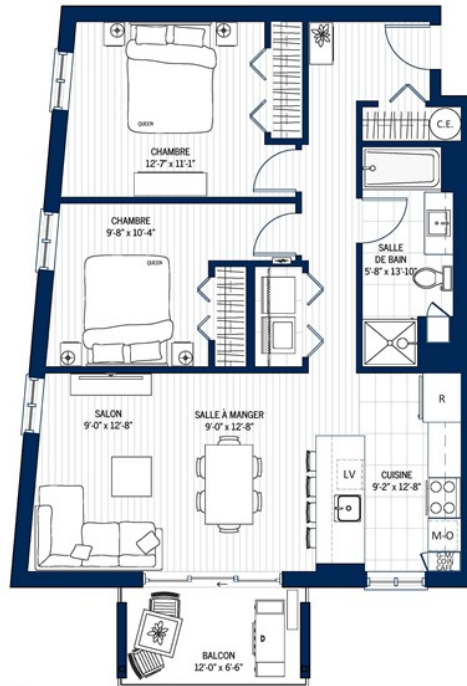 QUEEN
CHAMBRE
12'-7" x 11'-1"
C.E.
CHAMBRE
9'-8" x 10'-4"
QUEEN
SALLE
DE BAIN
5'-8" x 13'-10"
SALON
9'-0" x 12'-8"
SALLE À MANGER
9'-0" x 12'-8"
R
LV
CUISINE
9'-2" x 12'-8"
M-O
G-M/
COIN
CAFÉ
BALCON
12'-0" x 6'-6"